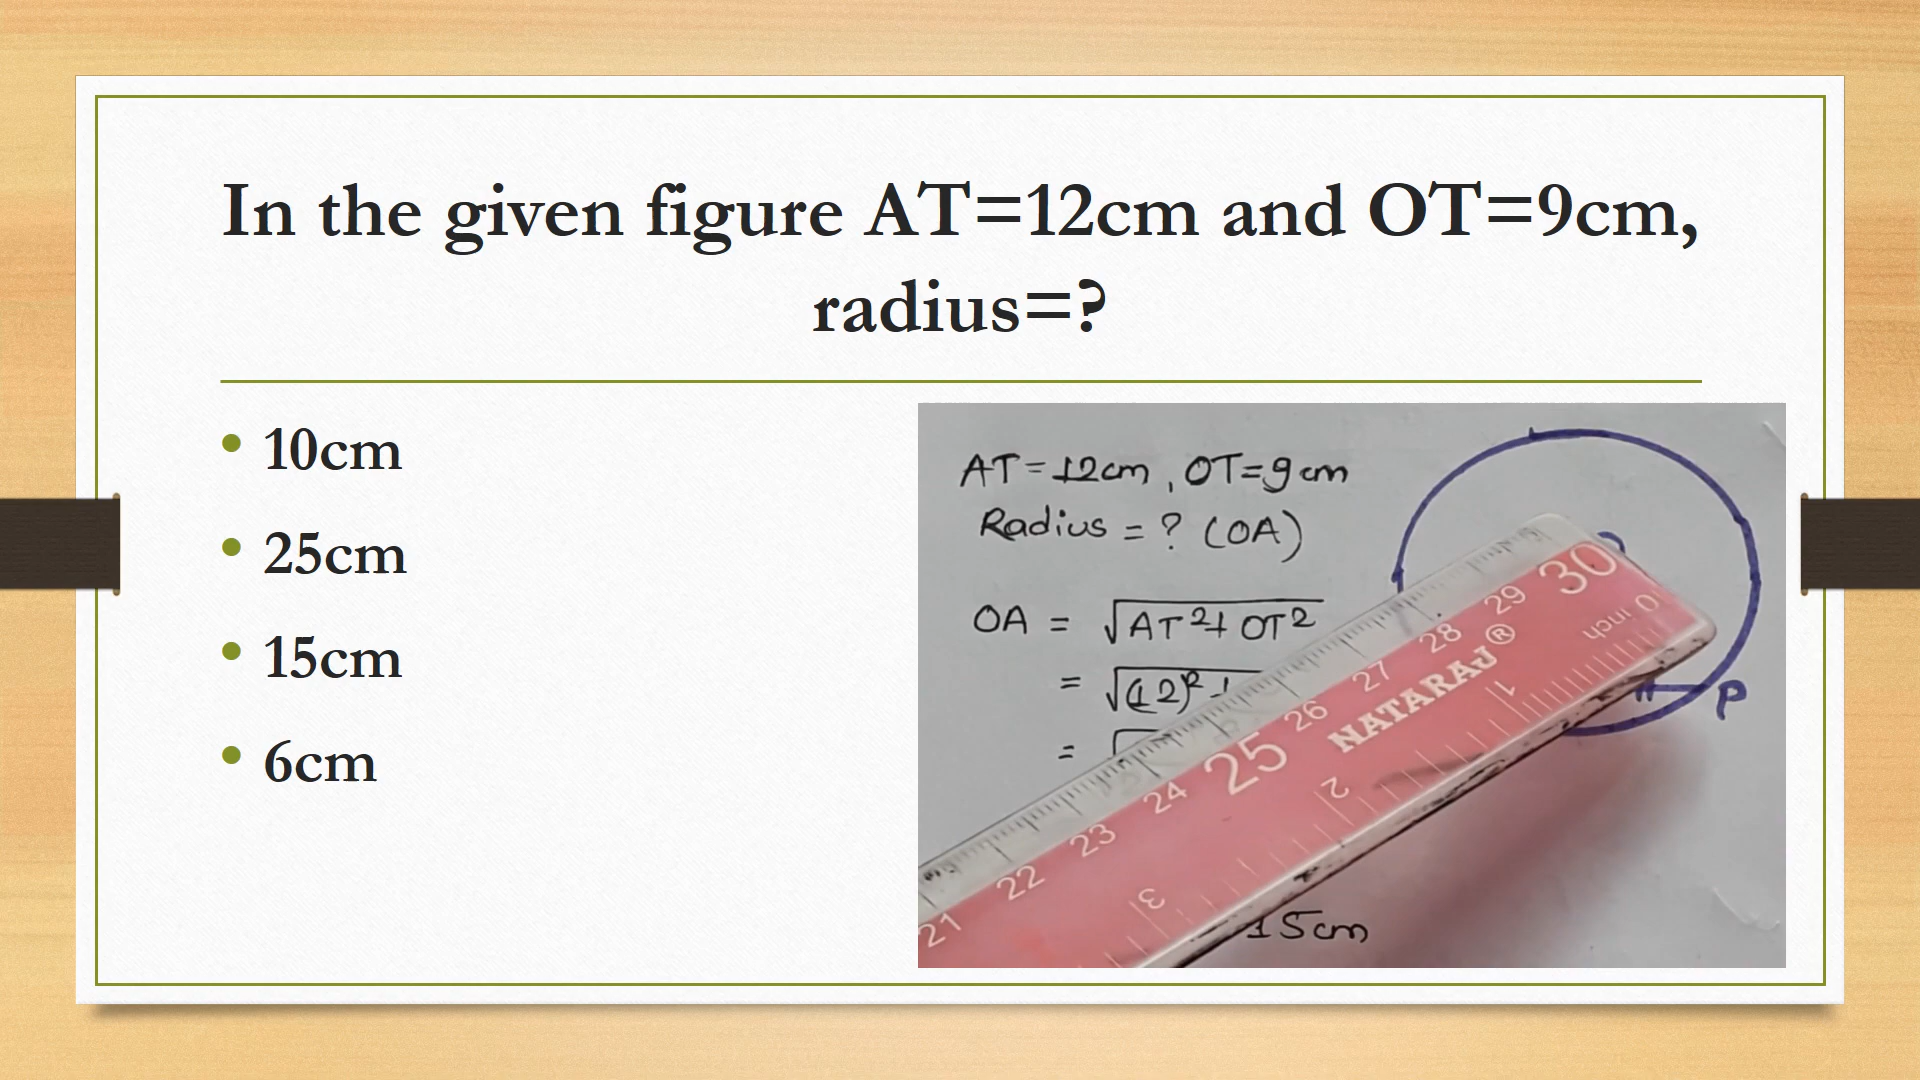 In the given figure AT=12cm and OT=9cm,
radius=?
10cm
25cm
15cm
6cm
AT=12cm, OT=9cm
Radius = ? (OA)
OA = √AT²+OT²
= √(12)²+
= √
15cm
P
30
29
28
27
26
25
24
23
22
21
NATARAJ®
0 inch
1
2
3